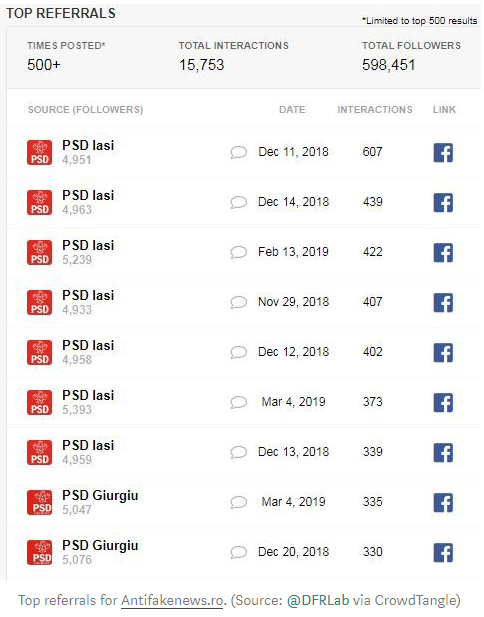 TOP REFERRALS
*Limited to top 500 results
TIMES POSTED* TOTAL INTERACTIONS TOTAL FOLLOWERS
500+ 15,753 598,451
SOURCE (FOLLOWERS) DATE INTERACTIONS LINK
PSD PSD Iasi
4,951 Dec 11, 2018 607
PSD PSD Iasi
4,963 Dec 14, 2018 439
PSD PSD Iasi
5,239 Feb 13, 2019 422
PSD PSD Iasi
4,933 Nov 29, 2018 407
PSD PSD Iasi
4,958 Dec 12, 2018 402
PSD PSD Iasi
5,393 Mar 4, 2019 373
PSD PSD Iasi
4,959 Dec 13, 2018 339
PSD PSD Giurgiu
5,047 Mar 4, 2019 335
PSD PSD Giurgiu
5,076 Dec 20, 2018 330
Top referrals for Antifakenews.ro. (Source: @DFRLab via CrowdTangle)